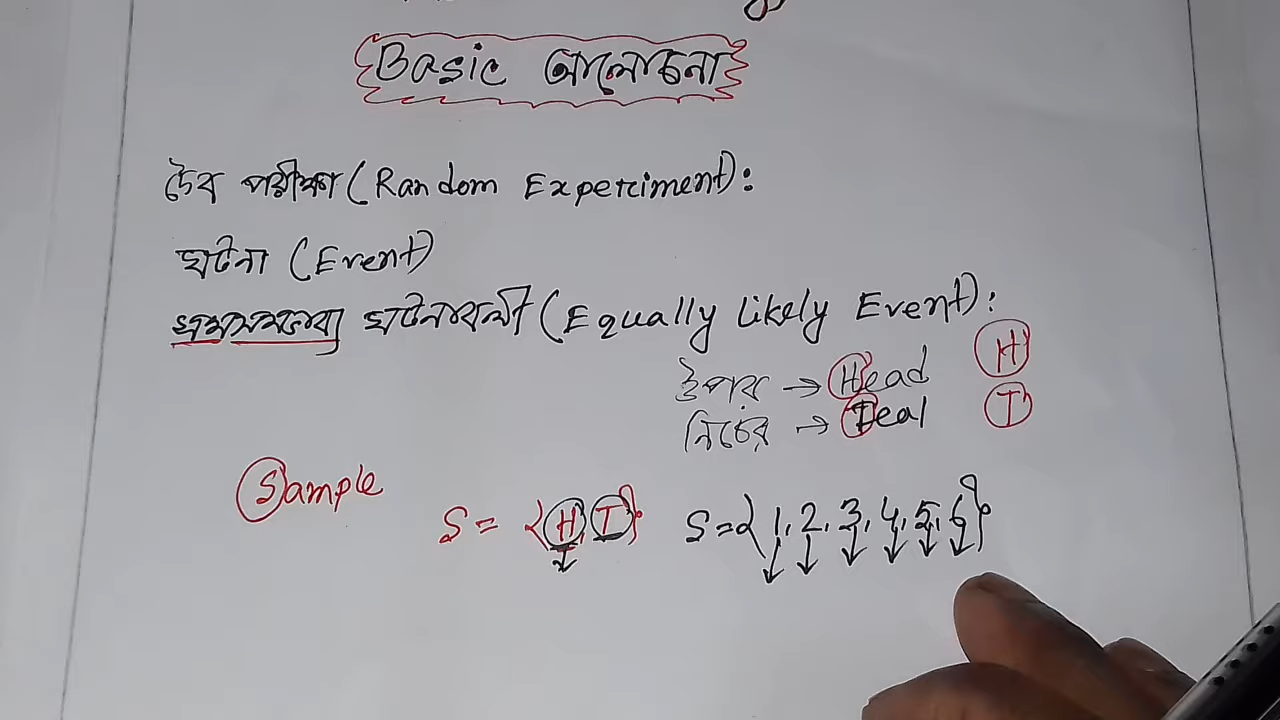 Basic আলোচনা
দৈব পরীক্ষা (Random Experiment):
ঘটনা (Event)
সমসম্ভাব্য ঘটনাবলী (Equally likely Event):
উপরে → Head H
নিচের → Teal T
Sample
S = {H, T} S = {1, 2, 3, 4, 5, 6}